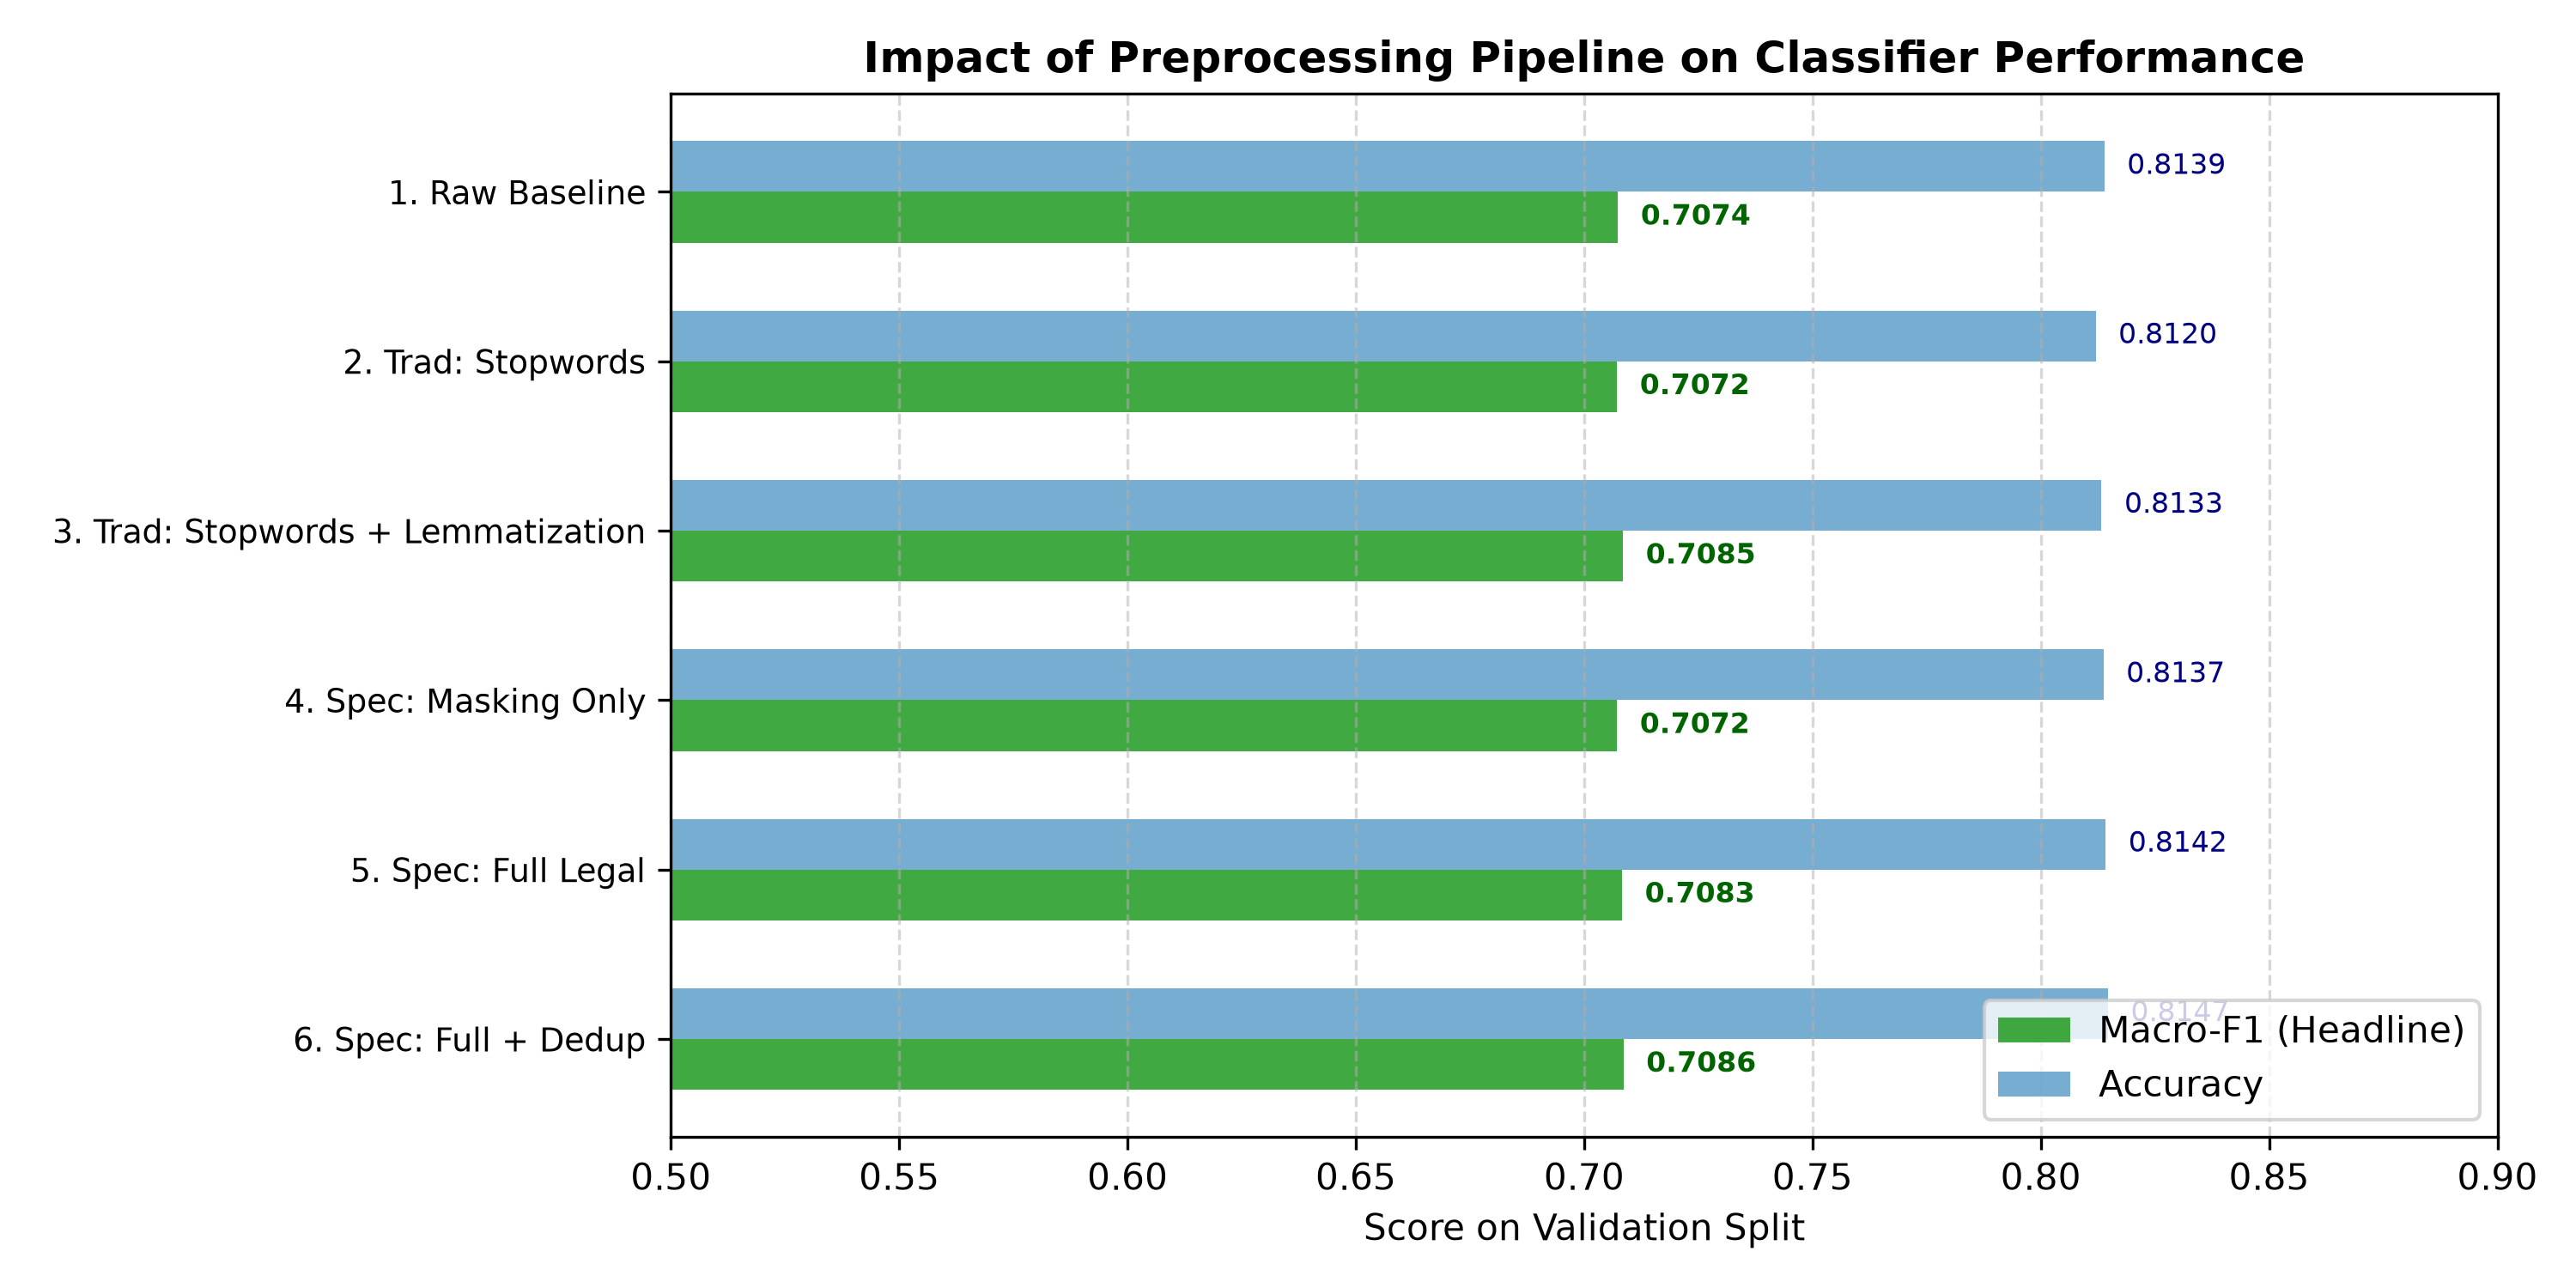 Impact of Preprocessing Pipeline on Classifier Performance
1. Raw Baseline
0.8139
0.7074
2. Trad: Stopwords
0.8120
0.7072
3. Trad: Stopwords + Lemmatization
0.8133
0.7085
4. Spec: Masking Only
0.8137
0.7072
5. Spec: Full Legal
0.8142
0.7083
6. Spec: Full + Dedup
0.8147
0.7086
Macro-F1 (Headline)
Accuracy
0.50 0.55 0.60 0.65 0.70 0.75 0.80 0.85 0.90
Score on Validation Split